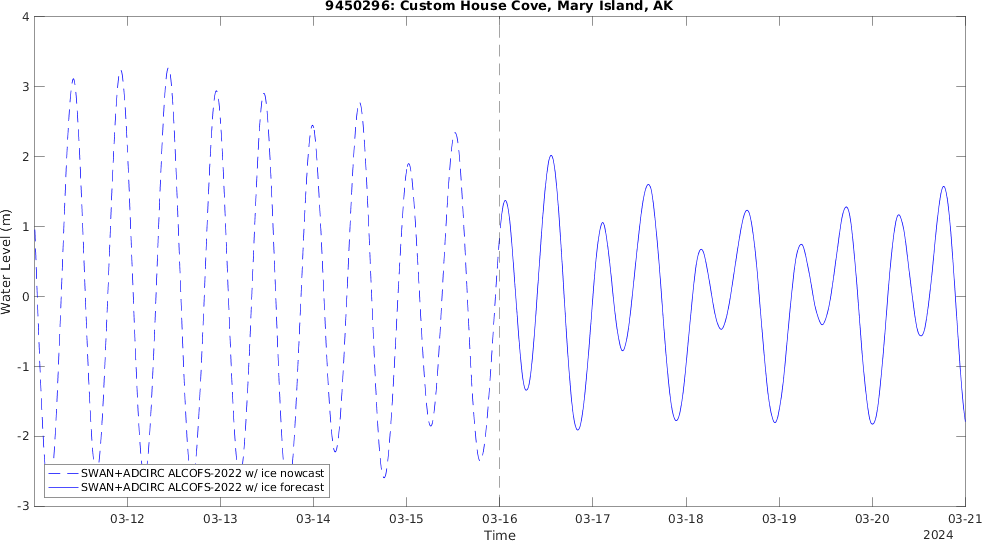 9450296: Custom House Cove, Mary Island, AK
4
3
2
1
0
-1
-2
-3
Water Level (m)
SWAN+ADCIRC ALCOFS-2022 w/ ice nowcast
SWAN+ADCIRC ALCOFS-2022 w/ ice forecast
03-12 03-13 03-14 03-15 03-16 03-17 03-18 03-19 03-20 03-21
Time
2024